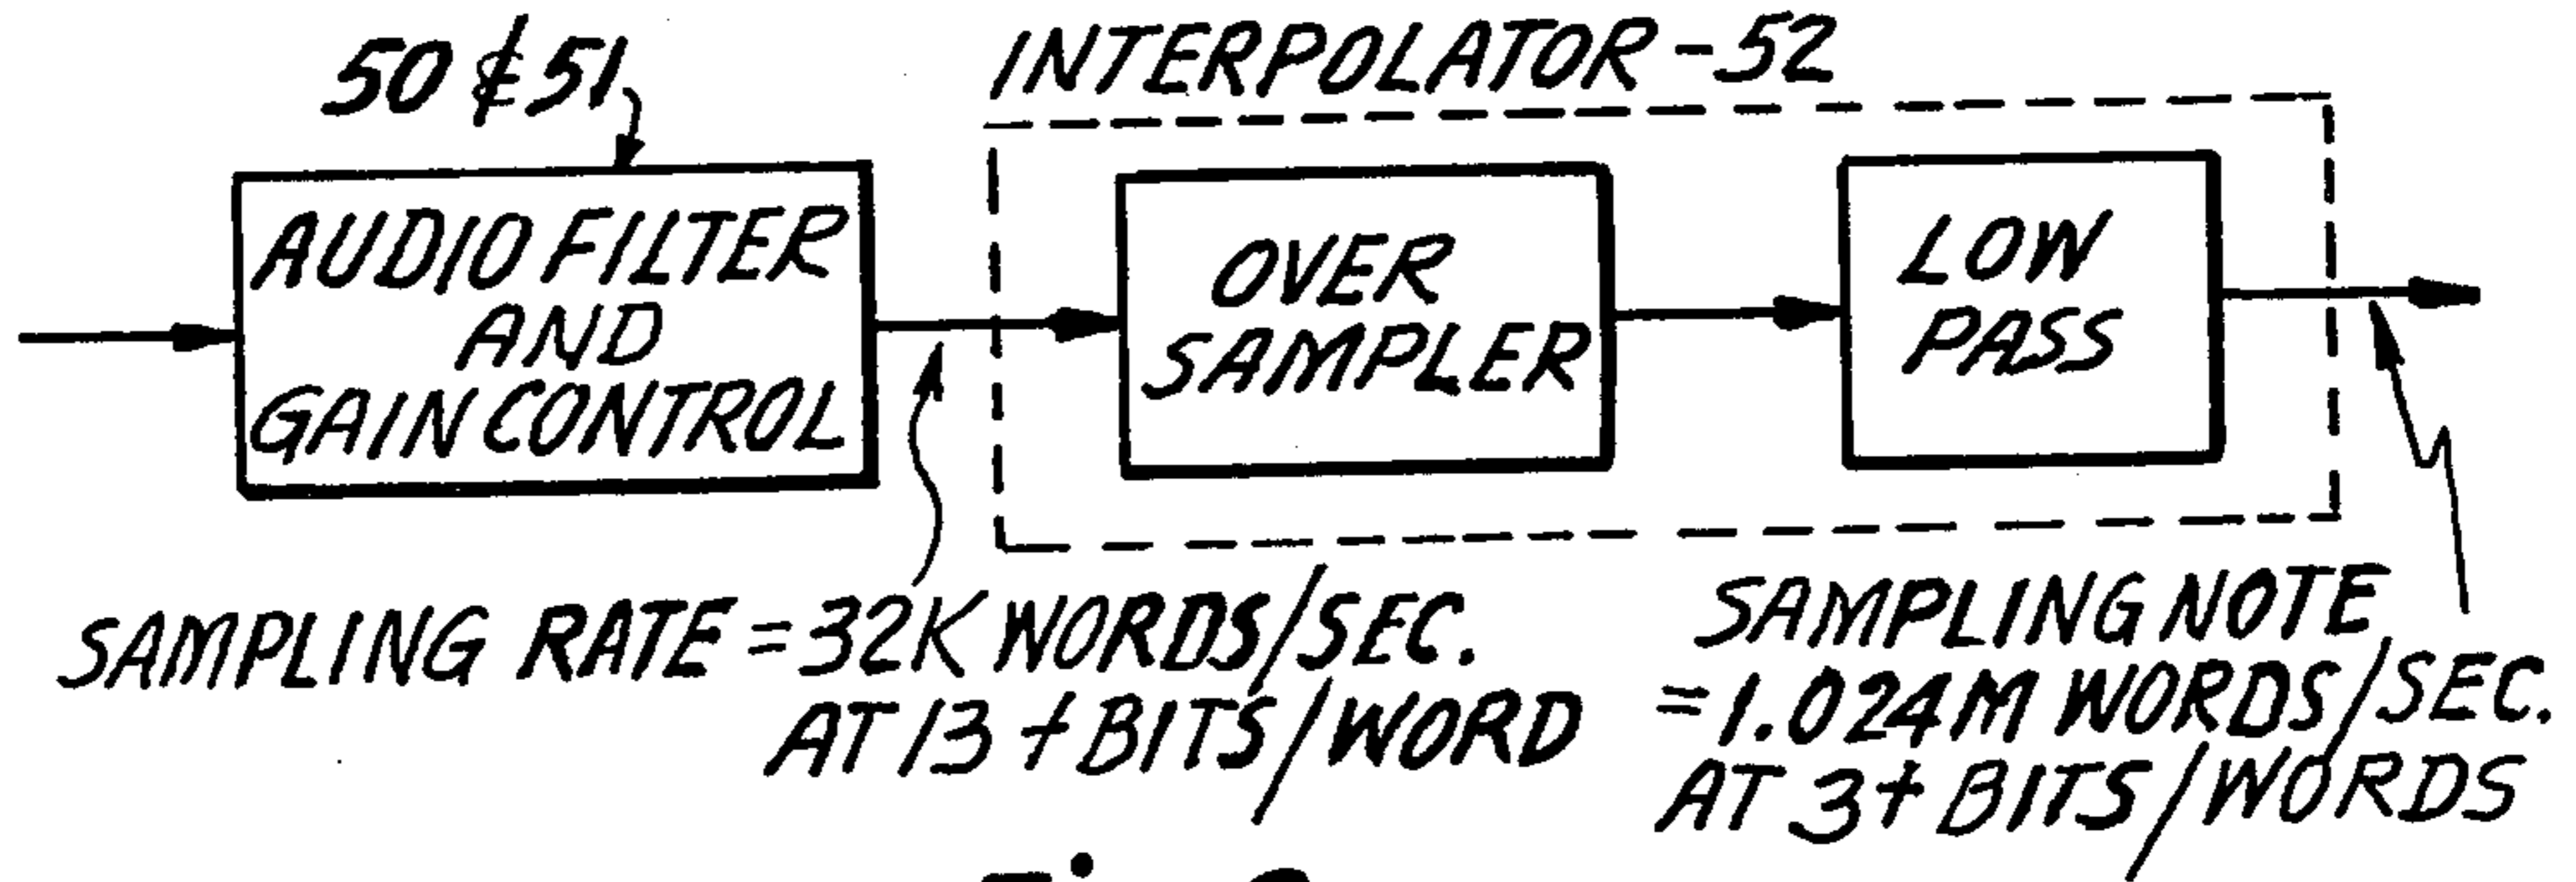 50 & 51
INTERPOLATOR-52
AUDIO FILTER
AND
GAIN CONTROL
OVER
SAMPLER
LOW
PASS
SAMPLING RATE = 32K WORDS/SEC.
AT 13 + BITS/WORD
SAMPLING NOTE
= 1.024M WORDS/SEC.
AT 3+ BITS/WORDS